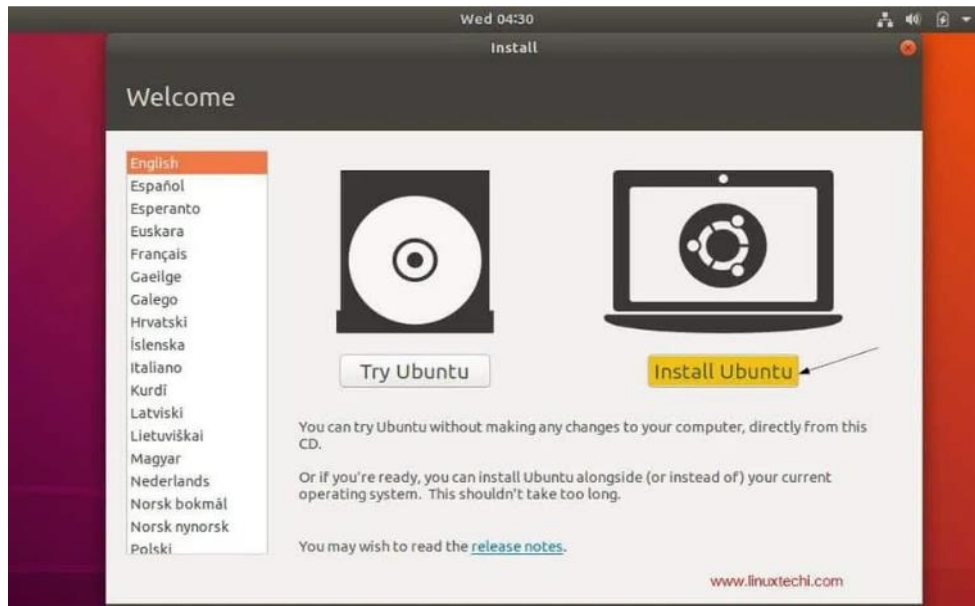 Wed 04:30
Install
Welcome
English
Español
Esperanto
Euskara
Français
Gaeilge
Galego
Hrvatski
Íslenska
Italiano
Kurdî
Latviski
Lietuviškai
Magyar
Nederlands
Norsk bokmål
Norsk nynorsk
Polski
Try Ubuntu
Install Ubuntu
You can try Ubuntu without making any changes to your computer, directly from this
CD.
Or if you're ready, you can install Ubuntu alongside (or instead of) your current
operating system. This shouldn't take too long.
You may wish to read the release notes.
www.linuxtechi.com